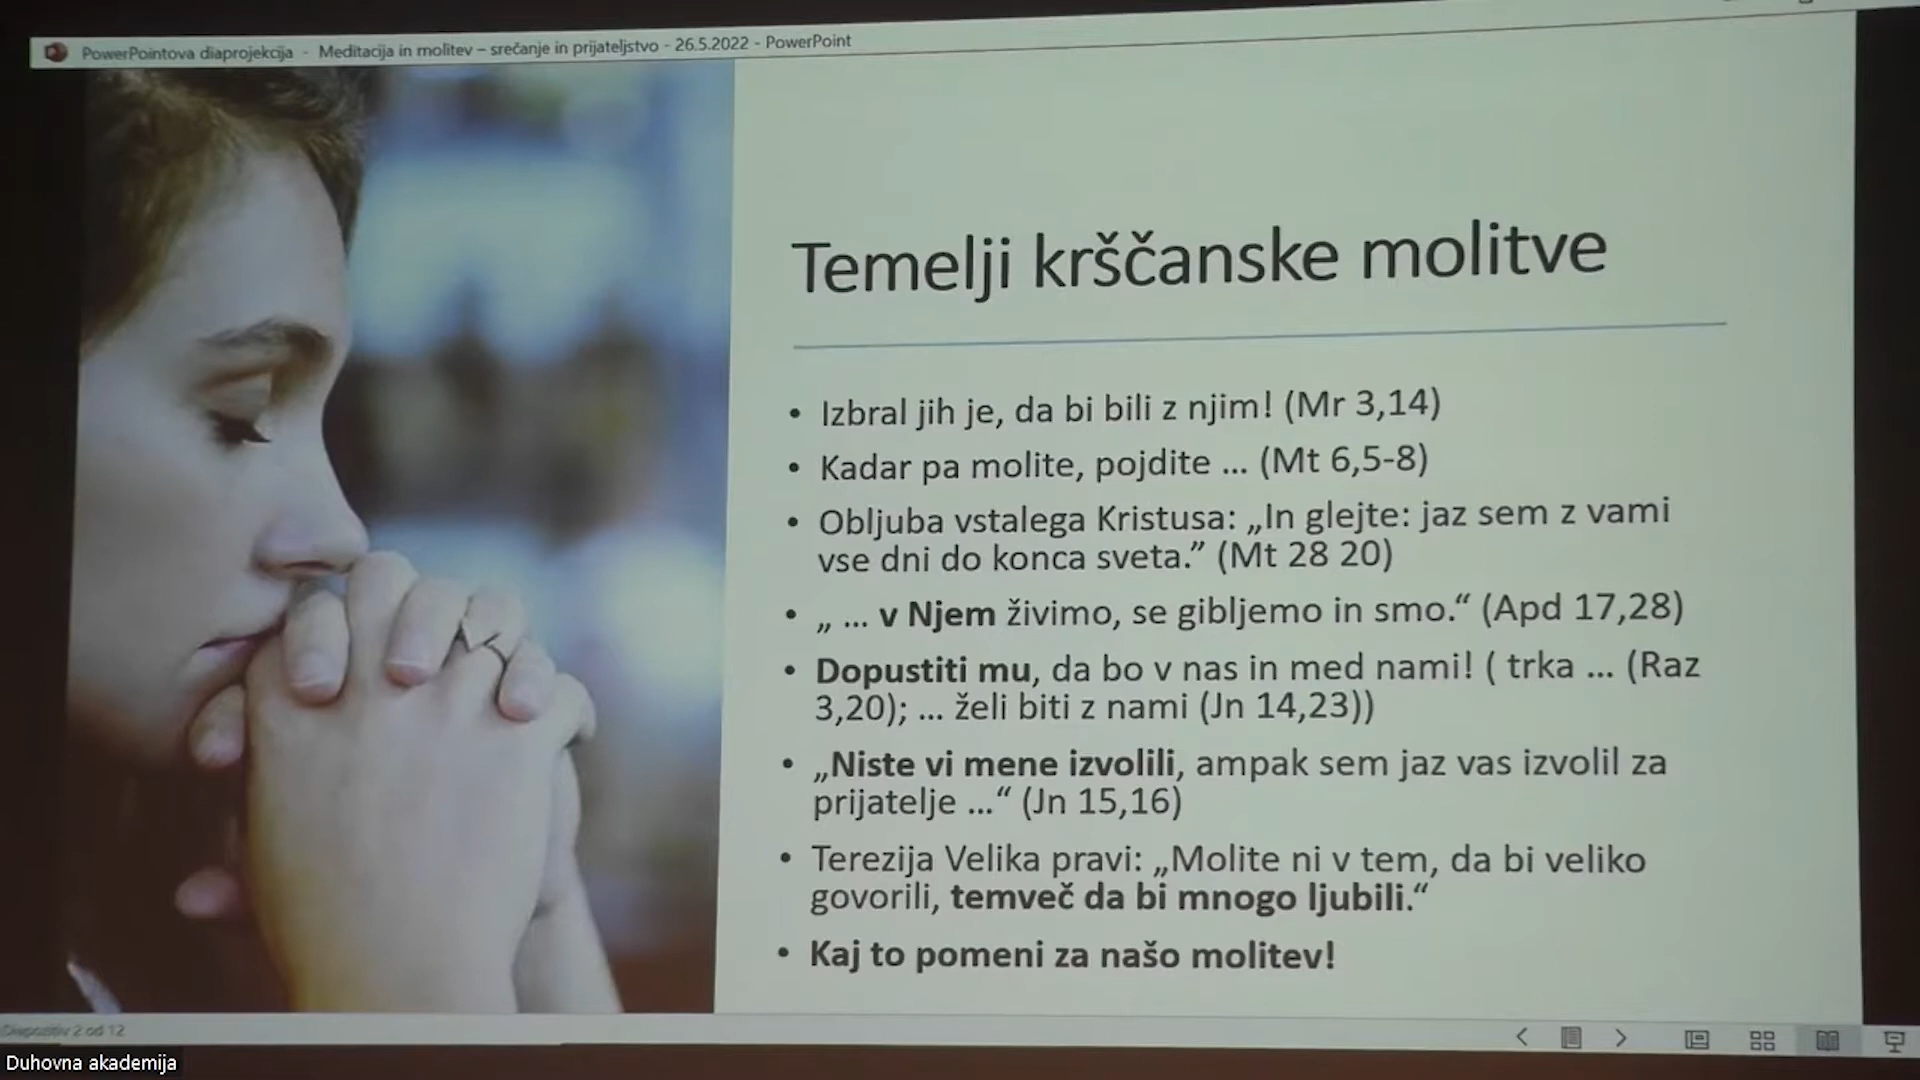 PowerPointova diaprojekcija - Meditacija in molitev – srečanje in prijateljstvo - 26.5.2022 - PowerPoint
Temelji krščanske molitve
• Izbral jih je, da bi bili z njim! (Mr 3,14)
• Kadar pa molite, pojdite ... (Mt 6,5-8)
• Obljuba vstalega Kristusa: „In glejte: jaz sem z vami
vse dni do konca sveta.” (Mt 28 20)
• „ ... v Njem živimo, se gibljemo in smo.“ (Apd 17,28)
• Dopustiti mu, da bo v nas in med nami! ( trka ... (Raz
3,20); ... želi biti z nami (Jn 14,23))
• „Niste vi mene izvolili, ampak sem jaz vas izvolil za
prijatelje ...“ (Jn 15,16)
• Terezija Velika pravi: „Molite ni v tem, da bi veliko
govorili, temveč da bi mnogo ljubili.“
• Kaj to pomeni za našo molitev!
Diapozitiv 2 od 12
Duhovna akademija